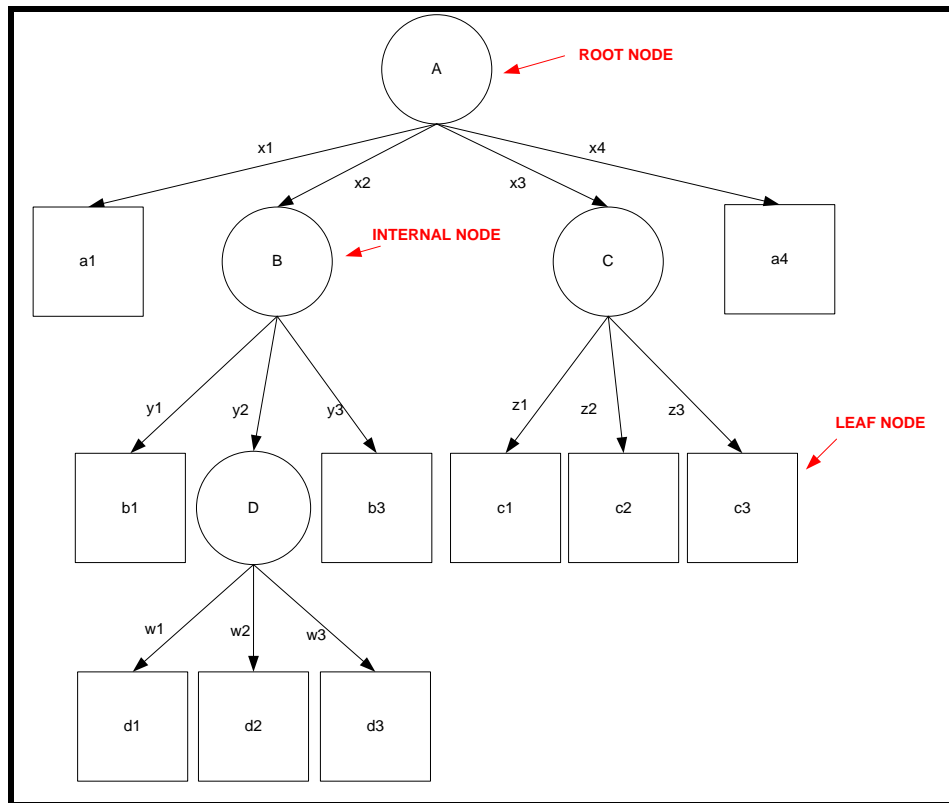 A
ROOT NODE
x1
x4
x2
x3
INTERNAL NODE
a1
B
C
a4
y1
y2
y3
z1
z2
z3
LEAF NODE
b1
D
b3
c1
c2
c3
w1
w2
w3
d1
d2
d3